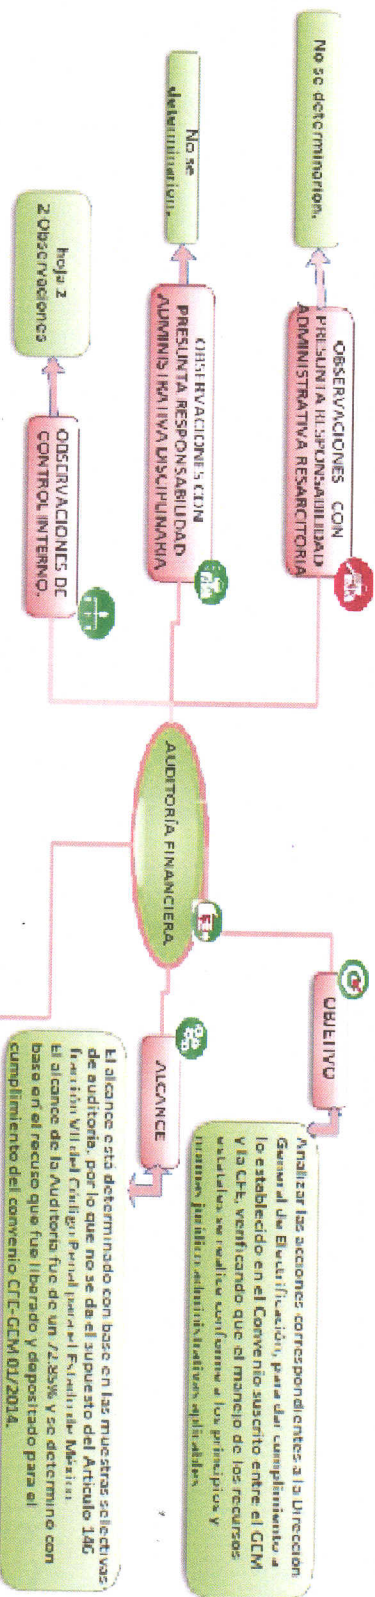 No se determinaron.
OBSERVACIONES CON
PRESUNTA RESPONSABILIDAD
ADMINISTRATIVA RESARCITORIA
No se
determinaron.
OBSERVACIONES CON
PRESUNTA RESPONSABILIDAD
ADMINISTRATIVA DISCIPLINARIA
hoja 2
2 Observaciones
OBSERVACIONES DE
CONTROL INTERNO.
AUDITORÍA FINANCIERA
OBJETIVO
Analizar las acciones correspondientes a la Dirección
General de Electrificación, para dar cumplimiento a
lo establecido en el Convenio suscrito entre el GEM
y la CFE, verificando que el manejo de los recursos
estatales se realice conforme a los principios y
normas jurídico administrativas aplicables
ALCANCE
El alcance está determinado con base en las muestras selectivas
de auditoría, por lo que no se da el supuesto del Artículo 146
fracción VII del Código Penal para el Estado de México
El alcance de la Auditoría fue de un % y se determino con
base en el recuso que fue liberado y depositado para el
cumplimiento del convenio CFE-GEM 01/2014.